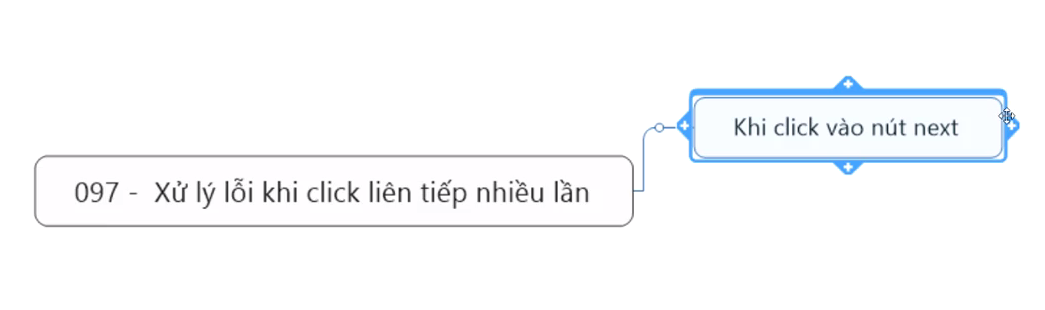 Khi click vào nút next
097 - Xử lý lỗi khi click liên tiếp nhiều lần